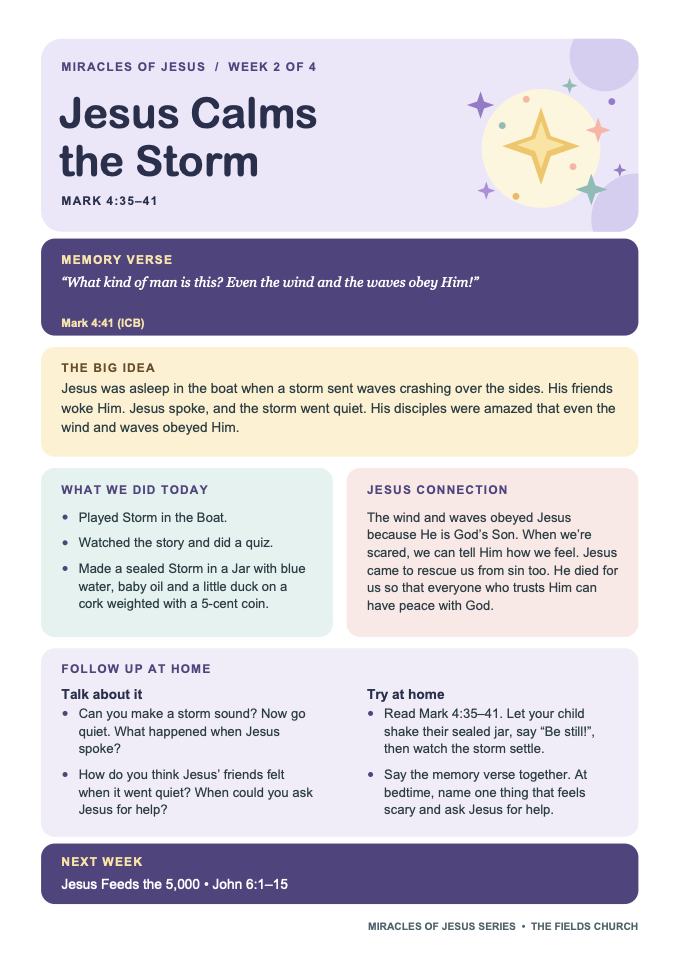 MIRACLES OF JESUS / WEEK 2 OF 4
Jesus Calms
the Storm
MARK 4:35–41
MEMORY VERSE
“What kind of man is this? Even the wind and the waves obey Him!”
Mark 4:41 (ICB)
THE BIG IDEA
Jesus was asleep in the boat when a storm sent waves crashing over the sides. His friends
woke Him. Jesus spoke, and the storm went quiet. His disciples were amazed that even the
wind and waves obeyed Him.
WHAT WE DID TODAY
• Played Storm in the Boat.
• Watched the story and did a quiz.
• Made a sealed Storm in a Jar with blue
water, baby oil and a little duck on a
cork weighted with a 5-cent coin.
JESUS CONNECTION
The wind and waves obeyed Jesus
because He is God’s Son. When we’re
scared, we can tell Him how we feel. Jesus
came to rescue us from sin too. He died for
us so that everyone who trusts Him can
have peace with God.
FOLLOW UP AT HOME
Talk about it
• Can you make a storm sound? Now go
quiet. What happened when Jesus
spoke?
• How do you think Jesus’ friends felt
when it went quiet? When could you ask
Jesus for help?
Try at home
• Read Mark 4:35–41. Let your child
shake their sealed jar, say “Be still!”,
then watch the storm settle.
• Say the memory verse together. At
bedtime, name one thing that feels
scary and ask Jesus for help.
NEXT WEEK
Jesus Feeds the 5,000 • John 6:1–15
MIRACLES OF JESUS SERIES • THE FIELDS CHURCH